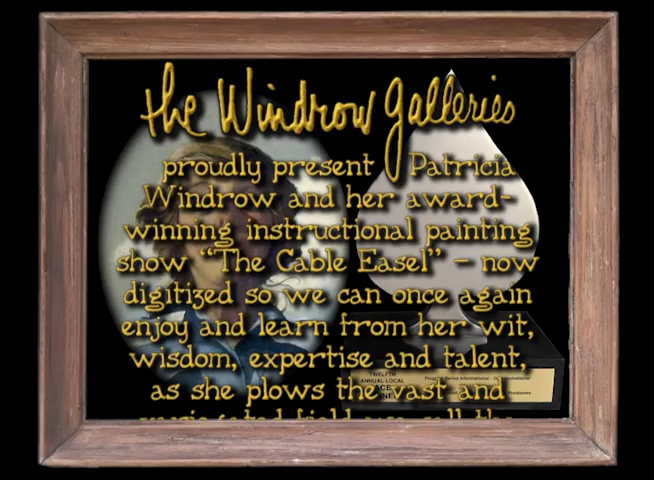 the Windrow Galleries
proudly present Patricia
Windrow and her award-
winning instructional painting
show “The Cable Easel” – now
digitized so we can once again
enjoy and learn from her wit,
wisdom, expertise and talent,
as she plows the vast and
TWELFTH
ANNUAL LOCAL